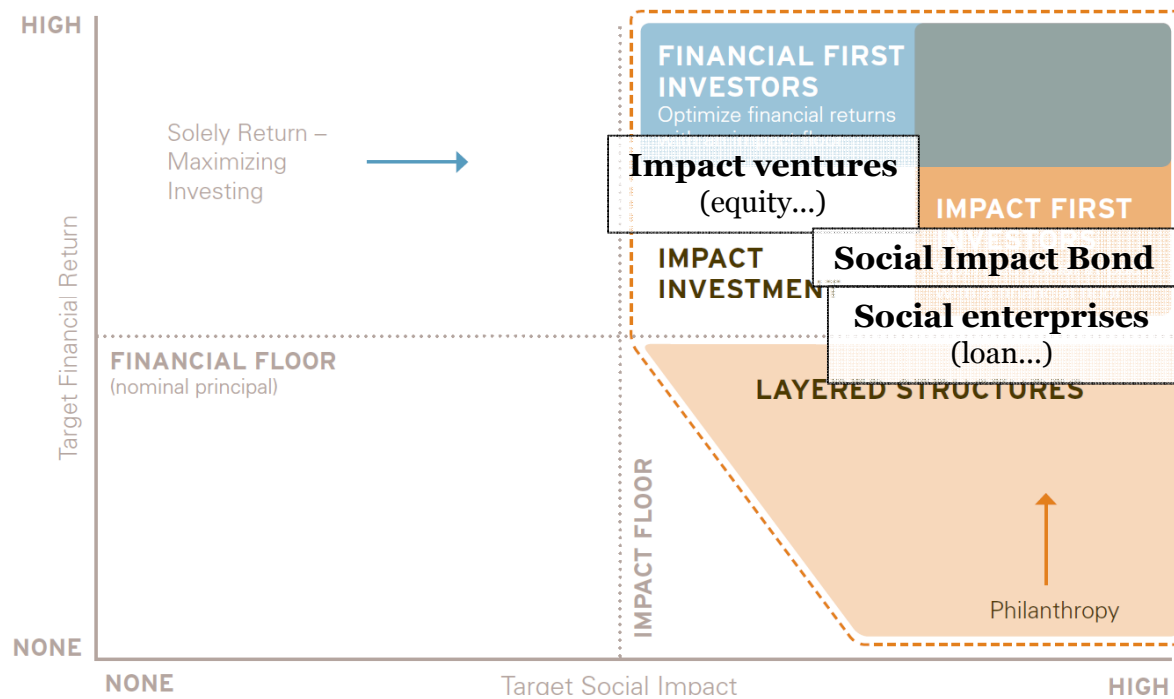 HIGH
FINANCIAL FIRST
INVESTORS
Optimize financial returns
Solely Return –
Maximizing
Investing
Impact ventures
(equity...)
IMPACT FIRST
IMPACT
INVESTMEN
Social Impact Bond
Social enterprises
(loan...)
FINANCIAL FLOOR
(nominal principal)
LAYERED STRUCTURES
Target Financial Return
IMPACT FLOOR
Philanthropy
NONE
NONE
Target Social Impact
HIGH